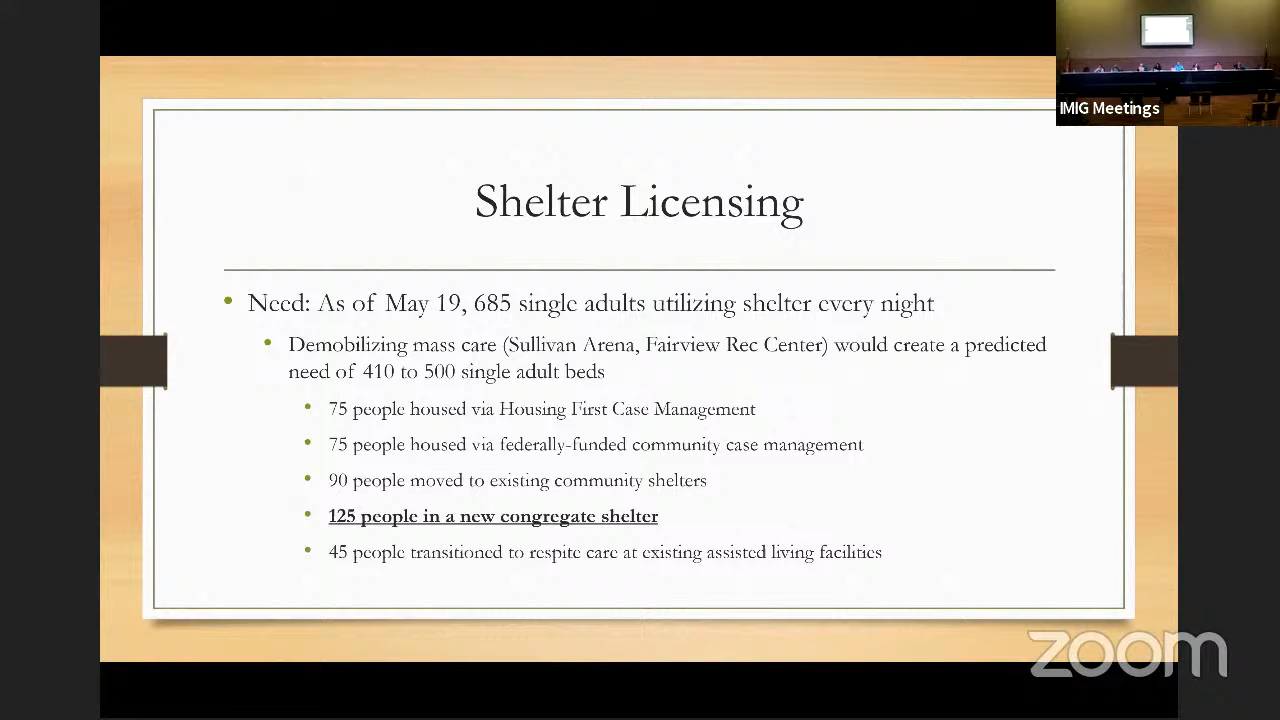 IMIG Meetings
Shelter Licensing
• Need: As of May 19, 685 single adults utilizing shelter every night
• Demobilizing mass care (Sullivan Arena, Fairview Rec Center) would create a predicted
need of 410 to 500 single adult beds
• 75 people housed via Housing First Case Management
• 75 people housed via federally-funded community case management
• 90 people moved to existing community shelters
• 125 people in a new congregate shelter
• 45 people transitioned to respite care at existing assisted living facilities
zoom